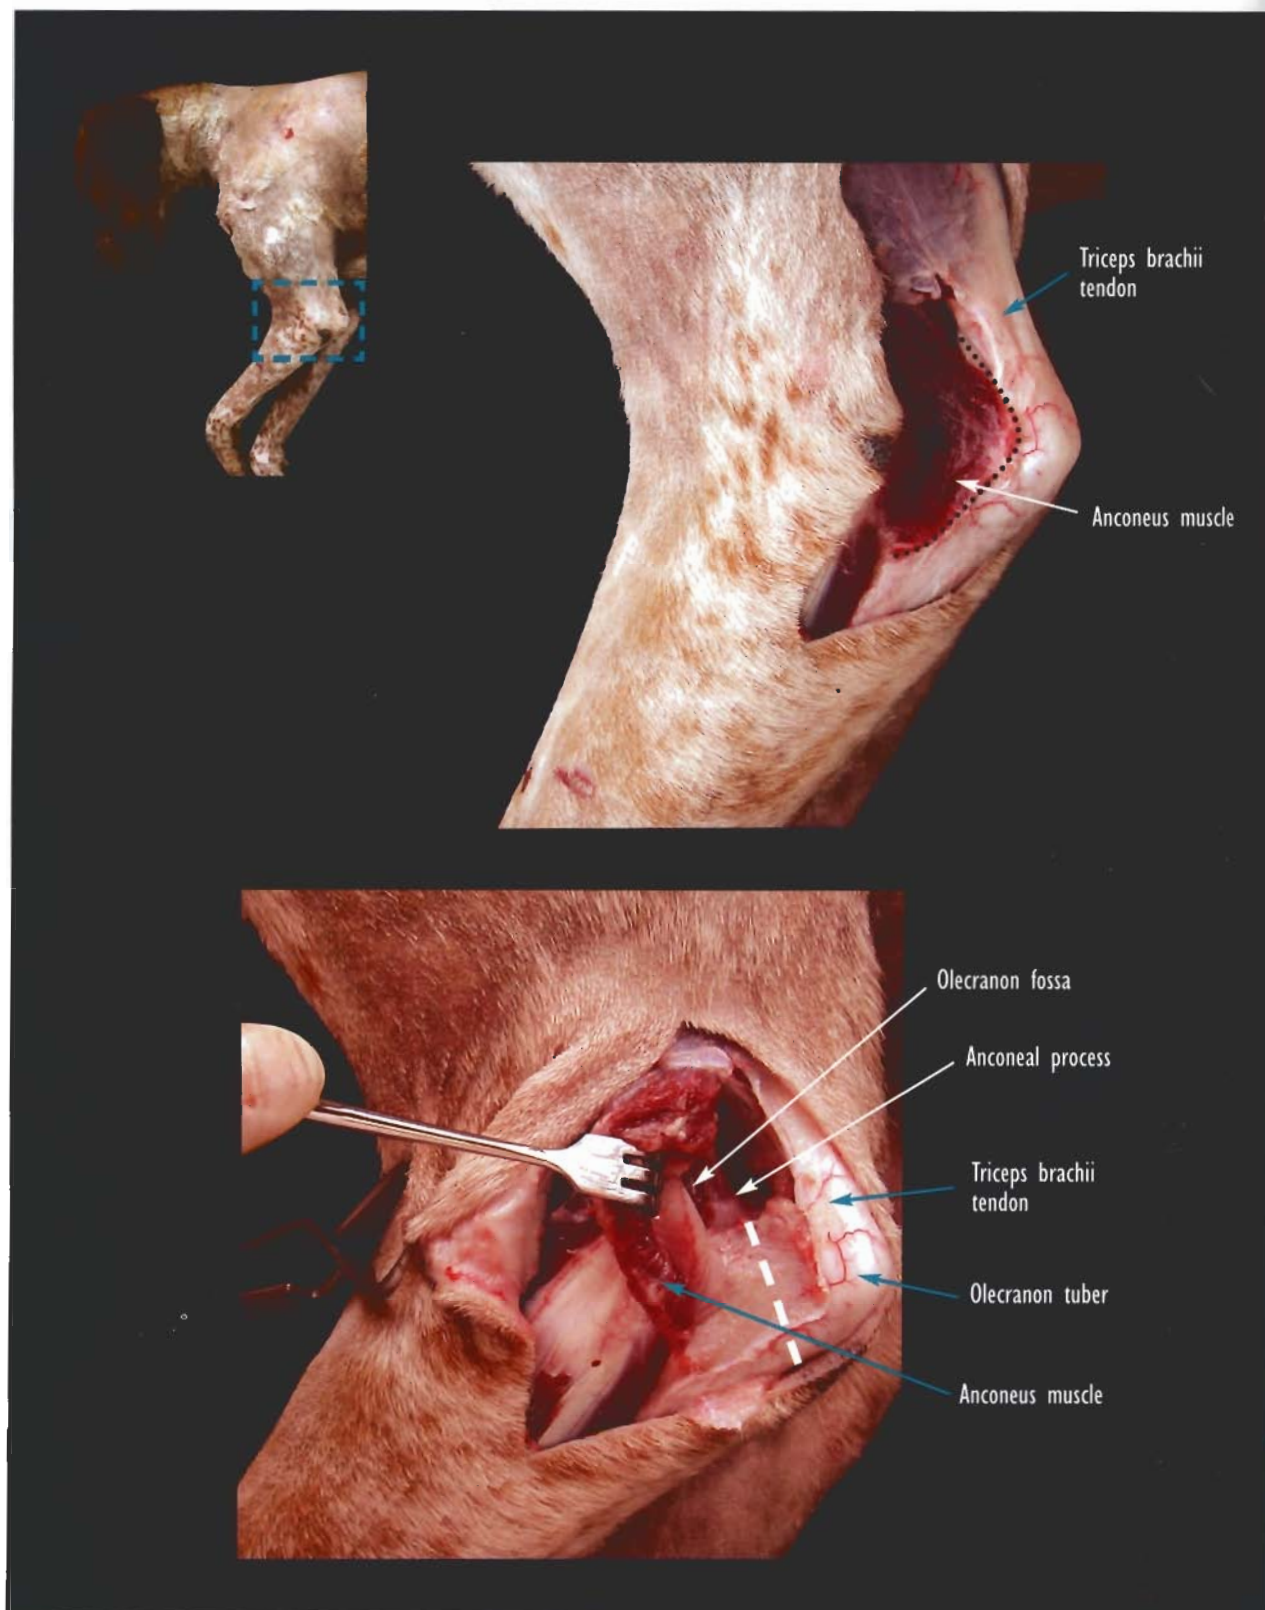 Triceps brachii
tendon
Anconeus muscle
Olecranon fossa
Anconeal process
Triceps brachii
tendon
Olecranon tuber
Anconeus muscle